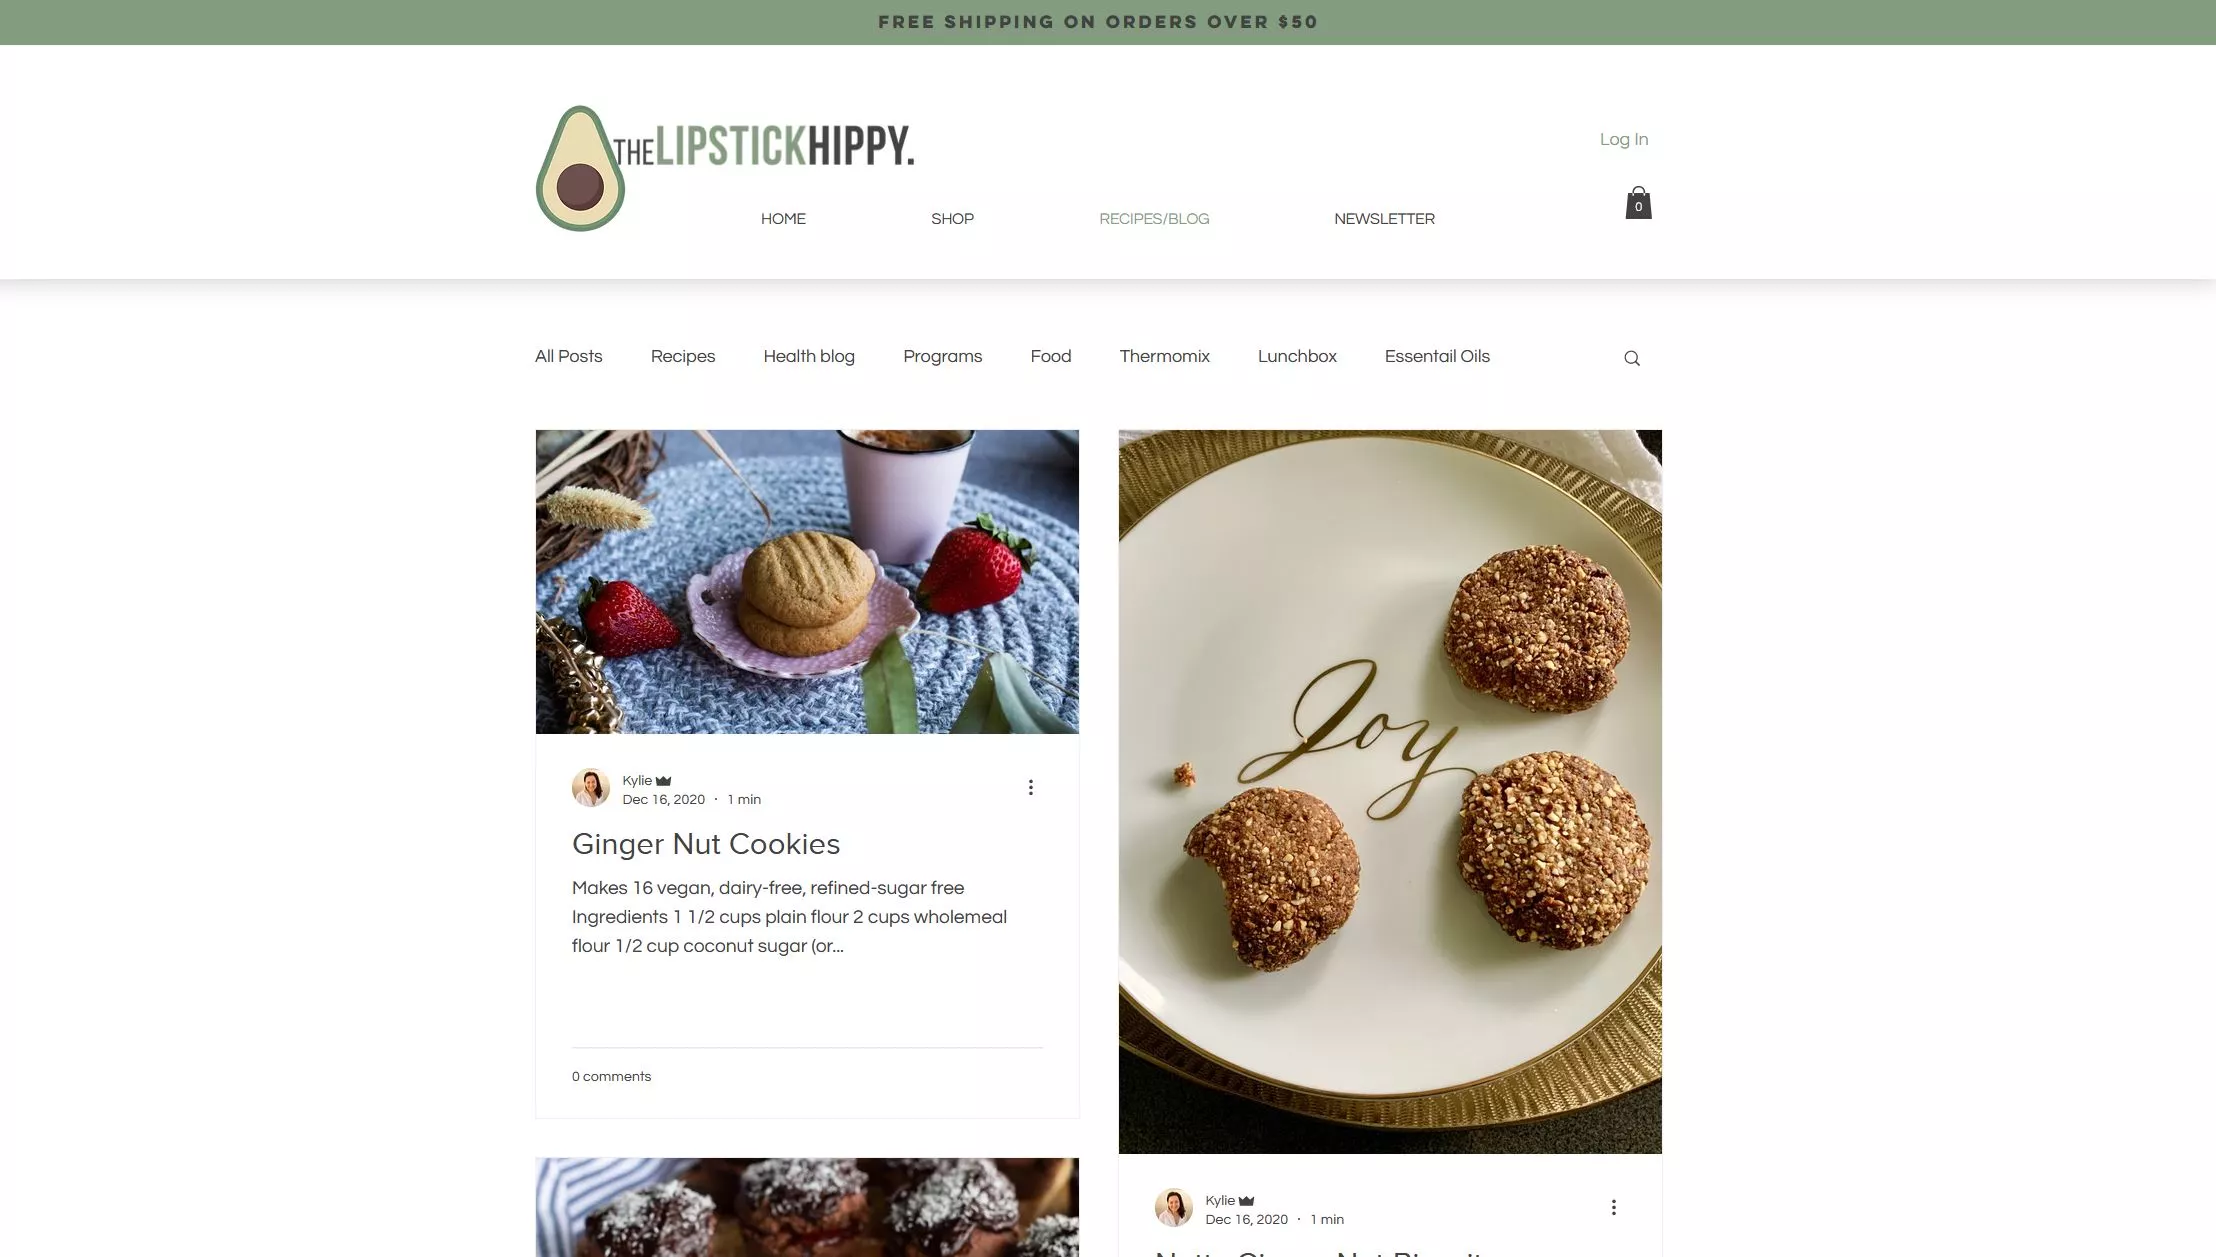 FREE SHIPPING ON ORDERS OVER $50
THELIPSTICKHIPPY.
Log In
0
HOME SHOP RECIPES/BLOG NEWSLETTER
All Posts Recipes Health blog Programs Food Thermomix Lunchbox Essentail Oils
Kylie
Dec 16, 2020 · 1 min
Ginger Nut Cookies
Makes 16 vegan, dairy-free, refined-sugar free
Ingredients 1 1/2 cups plain flour 2 cups wholemeal
flour 1/2 cup coconut sugar (or...
0 comments
Joy
Kylie
Dec 16, 2020 · 1 min